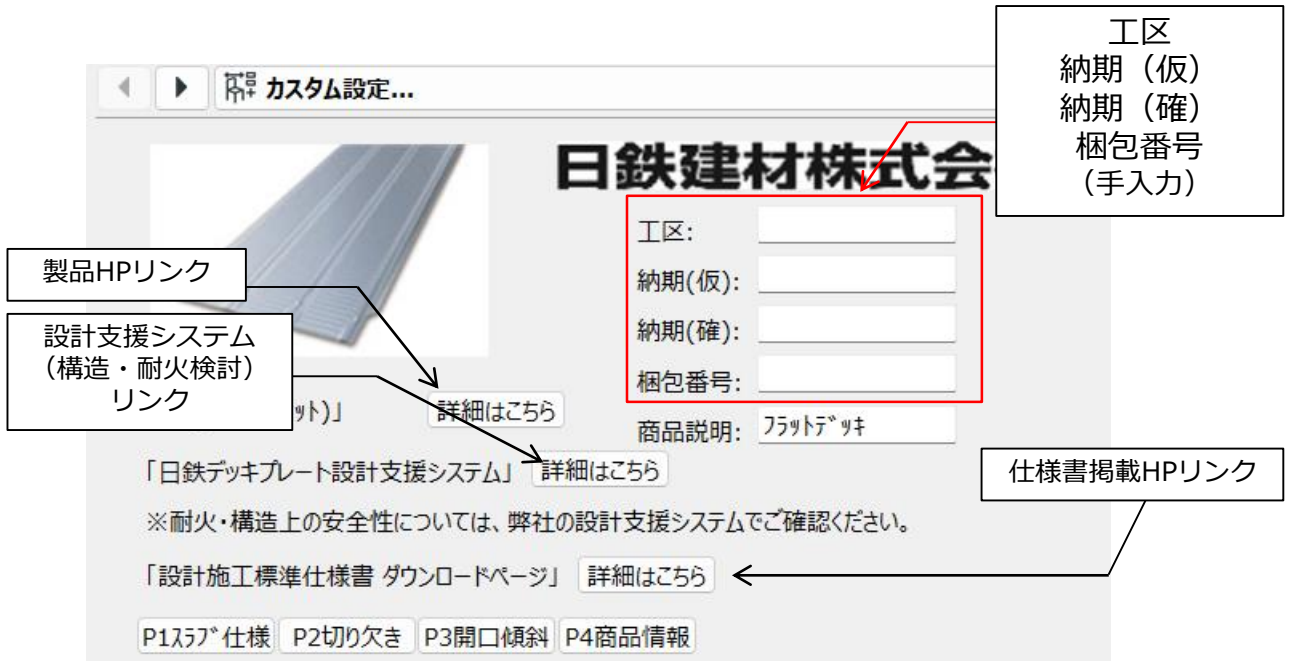 工区
納期（仮）
納期（確）
梱包番号
（手入力）
カスタム設定...
日鉄建材株式会
工区:
製品HPリンク
納期(仮):
設計支援システム
（構造・耐火検討）
リンク
納期(確):
梱包番号:
ｯﾄ)」 詳細はこちら
商品説明: ﾌﾗｯﾄﾃﾞｯｷ
「日鉄デッキプレート設計支援システム」 詳細はこちら
仕様書掲載HPリンク
※耐火・構造上の安全性については、弊社の設計支援システムでご確認ください。
「設計施工標準仕様書 ダウンロードページ」 詳細はこちら
P1ｽﾗﾌﾞ仕様 P2切り欠き P3開口傾斜 P4商品情報